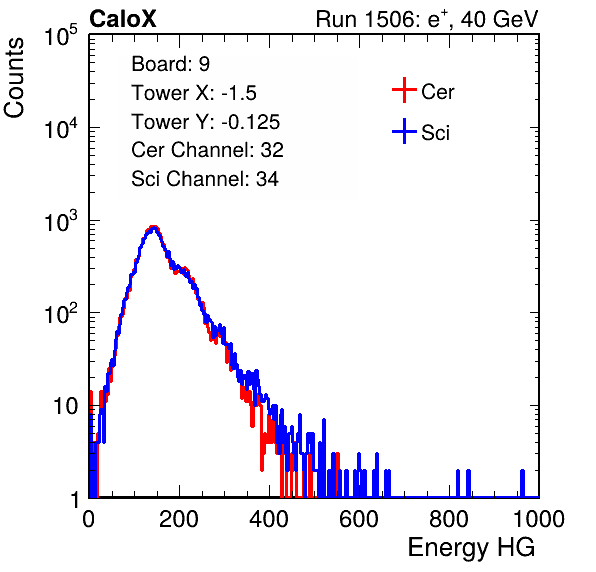 CaloX Run 1506: e⁺, 40 GeV
Counts
10⁵
10⁴
10³
10²
10
1
Board: 9
Tower X: -1.5
Tower Y: -0.125
Cer Channel: 32
Sci Channel: 34
Cer
Sci
0 200 400 600 800 1000
Energy HG